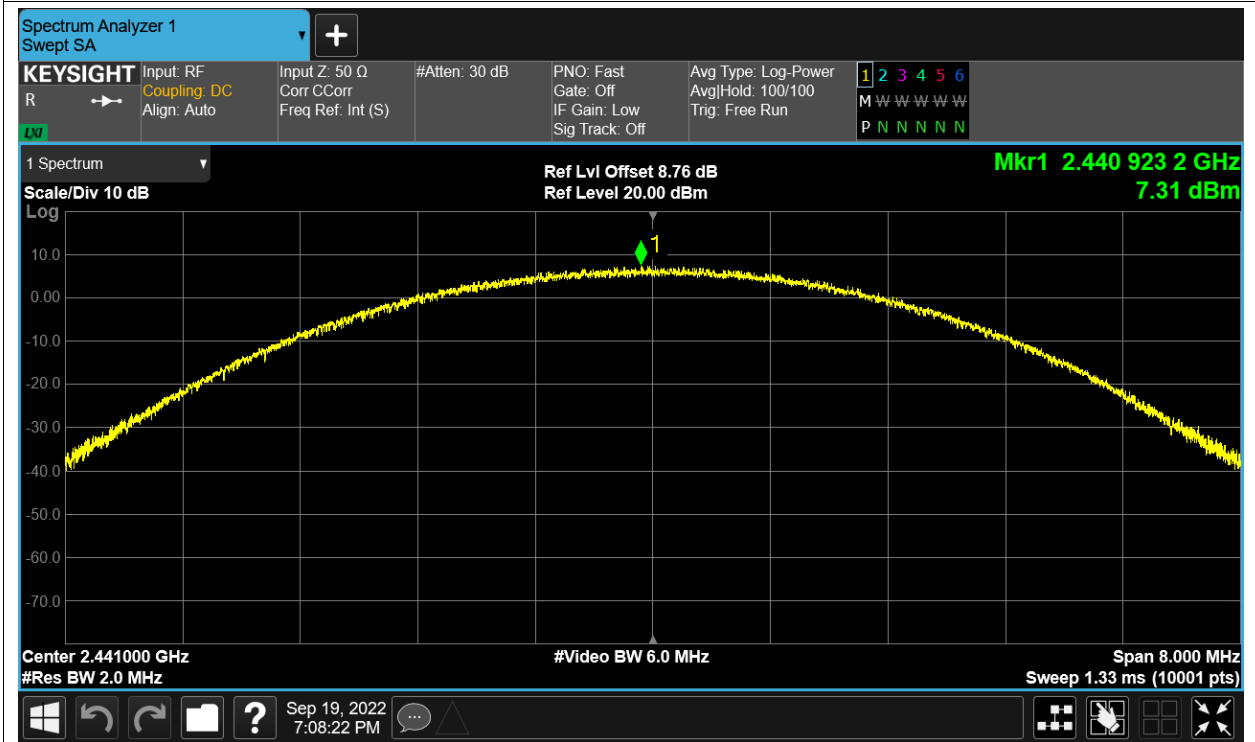 Spectrum Analyzer 1
Swept SA
+
KEYSIGHT
R
LXI
Input: RF
Coupling: DC
Align: Auto
Input Z: 50 Ω
Corr CCorr
Freq Ref: Int (S)
#Atten: 30 dB
PNO: Fast
Gate: Off
IF Gain: Low
Sig Track: Off
Avg Type: Log-Power
Avg|Hold: 100/100
Trig: Free Run
1 2 3 4 5 6
M W W W W W
P N N N N N
1 Spectrum
Scale/Div 10 dB
Ref Lvl Offset 8.76 dB
Ref Level 20.00 dBm
Mkr1 2.440 923 2 GHz
7.31 dBm
Log
1
10.0
0.00
-10.0
-20.0
-30.0
-40.0
-50.0
-60.0
-70.0
Center 2.441000 GHz
#Res BW 2.0 MHz
#Video BW 6.0 MHz
Span 8.000 MHz
Sweep 1.33 ms (10001 pts)
?
Sep 19, 2022
7:08:22 PM